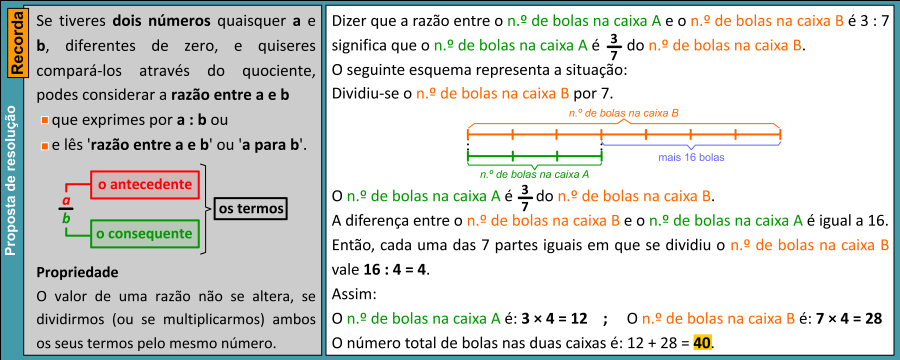 Recorda
Proposta de resolução
Se tiveres dois números quaisquer a e
b, diferentes de zero, e quiseres
compará-los através do quociente,
podes considerar a razão entre a e b
que exprimes por a : b ou
e lês 'razão entre a e b' ou 'a para b'.
a
b
o antecedente
o consequente
os termos
Propriedade
O valor de uma razão não se altera, se
dividirmos (ou se multiplicarmos) ambos
os seus termos pelo mesmo número.
Dizer que a razão entre o n.º de bolas na caixa A e o n.º de bolas na caixa B é 3 : 7
significa que o n.º de bolas na caixa A é 3/7 do n.º de bolas na caixa B.
O seguinte esquema representa a situação:
Dividiu-se o n.º de bolas na caixa B por 7.
n.º de bolas na caixa B
mais 16 bolas
n.º de bolas na caixa A
O n.º de bolas na caixa A é 3/7 do n.º de bolas na caixa B.
A diferença entre o n.º de bolas na caixa B e o n.º de bolas na caixa A é igual a 16.
Então, cada uma das 7 partes iguais em que se dividiu o n.º de bolas na caixa B
vale 16 : 4 = 4.
Assim:
O n.º de bolas na caixa A é: 3 × 4 = 12 ; O n.º de bolas na caixa B é: 7 × 4 = 28
O número total de bolas nas duas caixas é: 12 + 28 = 40.